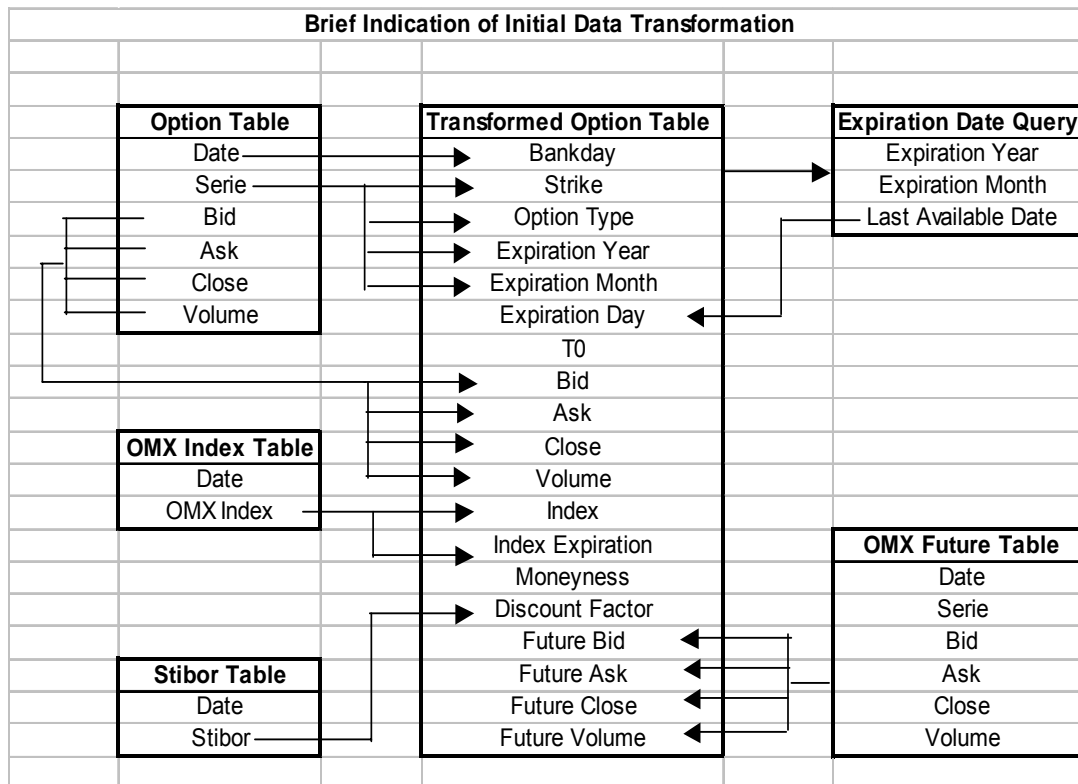 Brief Indication of Initial Data Transformation
Option Table
Date
Serie
Bid
Ask
Close
Volume
OMX Index Table
Date
OMX Index
Stibor Table
Date
Stibor
Transformed Option Table
Bankday
Strike
Option Type
Expiration Year
Expiration Month
Expiration Day
T0
Bid
Ask
Close
Volume
Index
Index Expiration
Moneyness
Discount Factor
Future Bid
Future Ask
Future Close
Future Volume
Expiration Date Query
Expiration Year
Expiration Month
Last Available Date
OMX Future Table
Date
Serie
Bid
Ask
Close
Volume